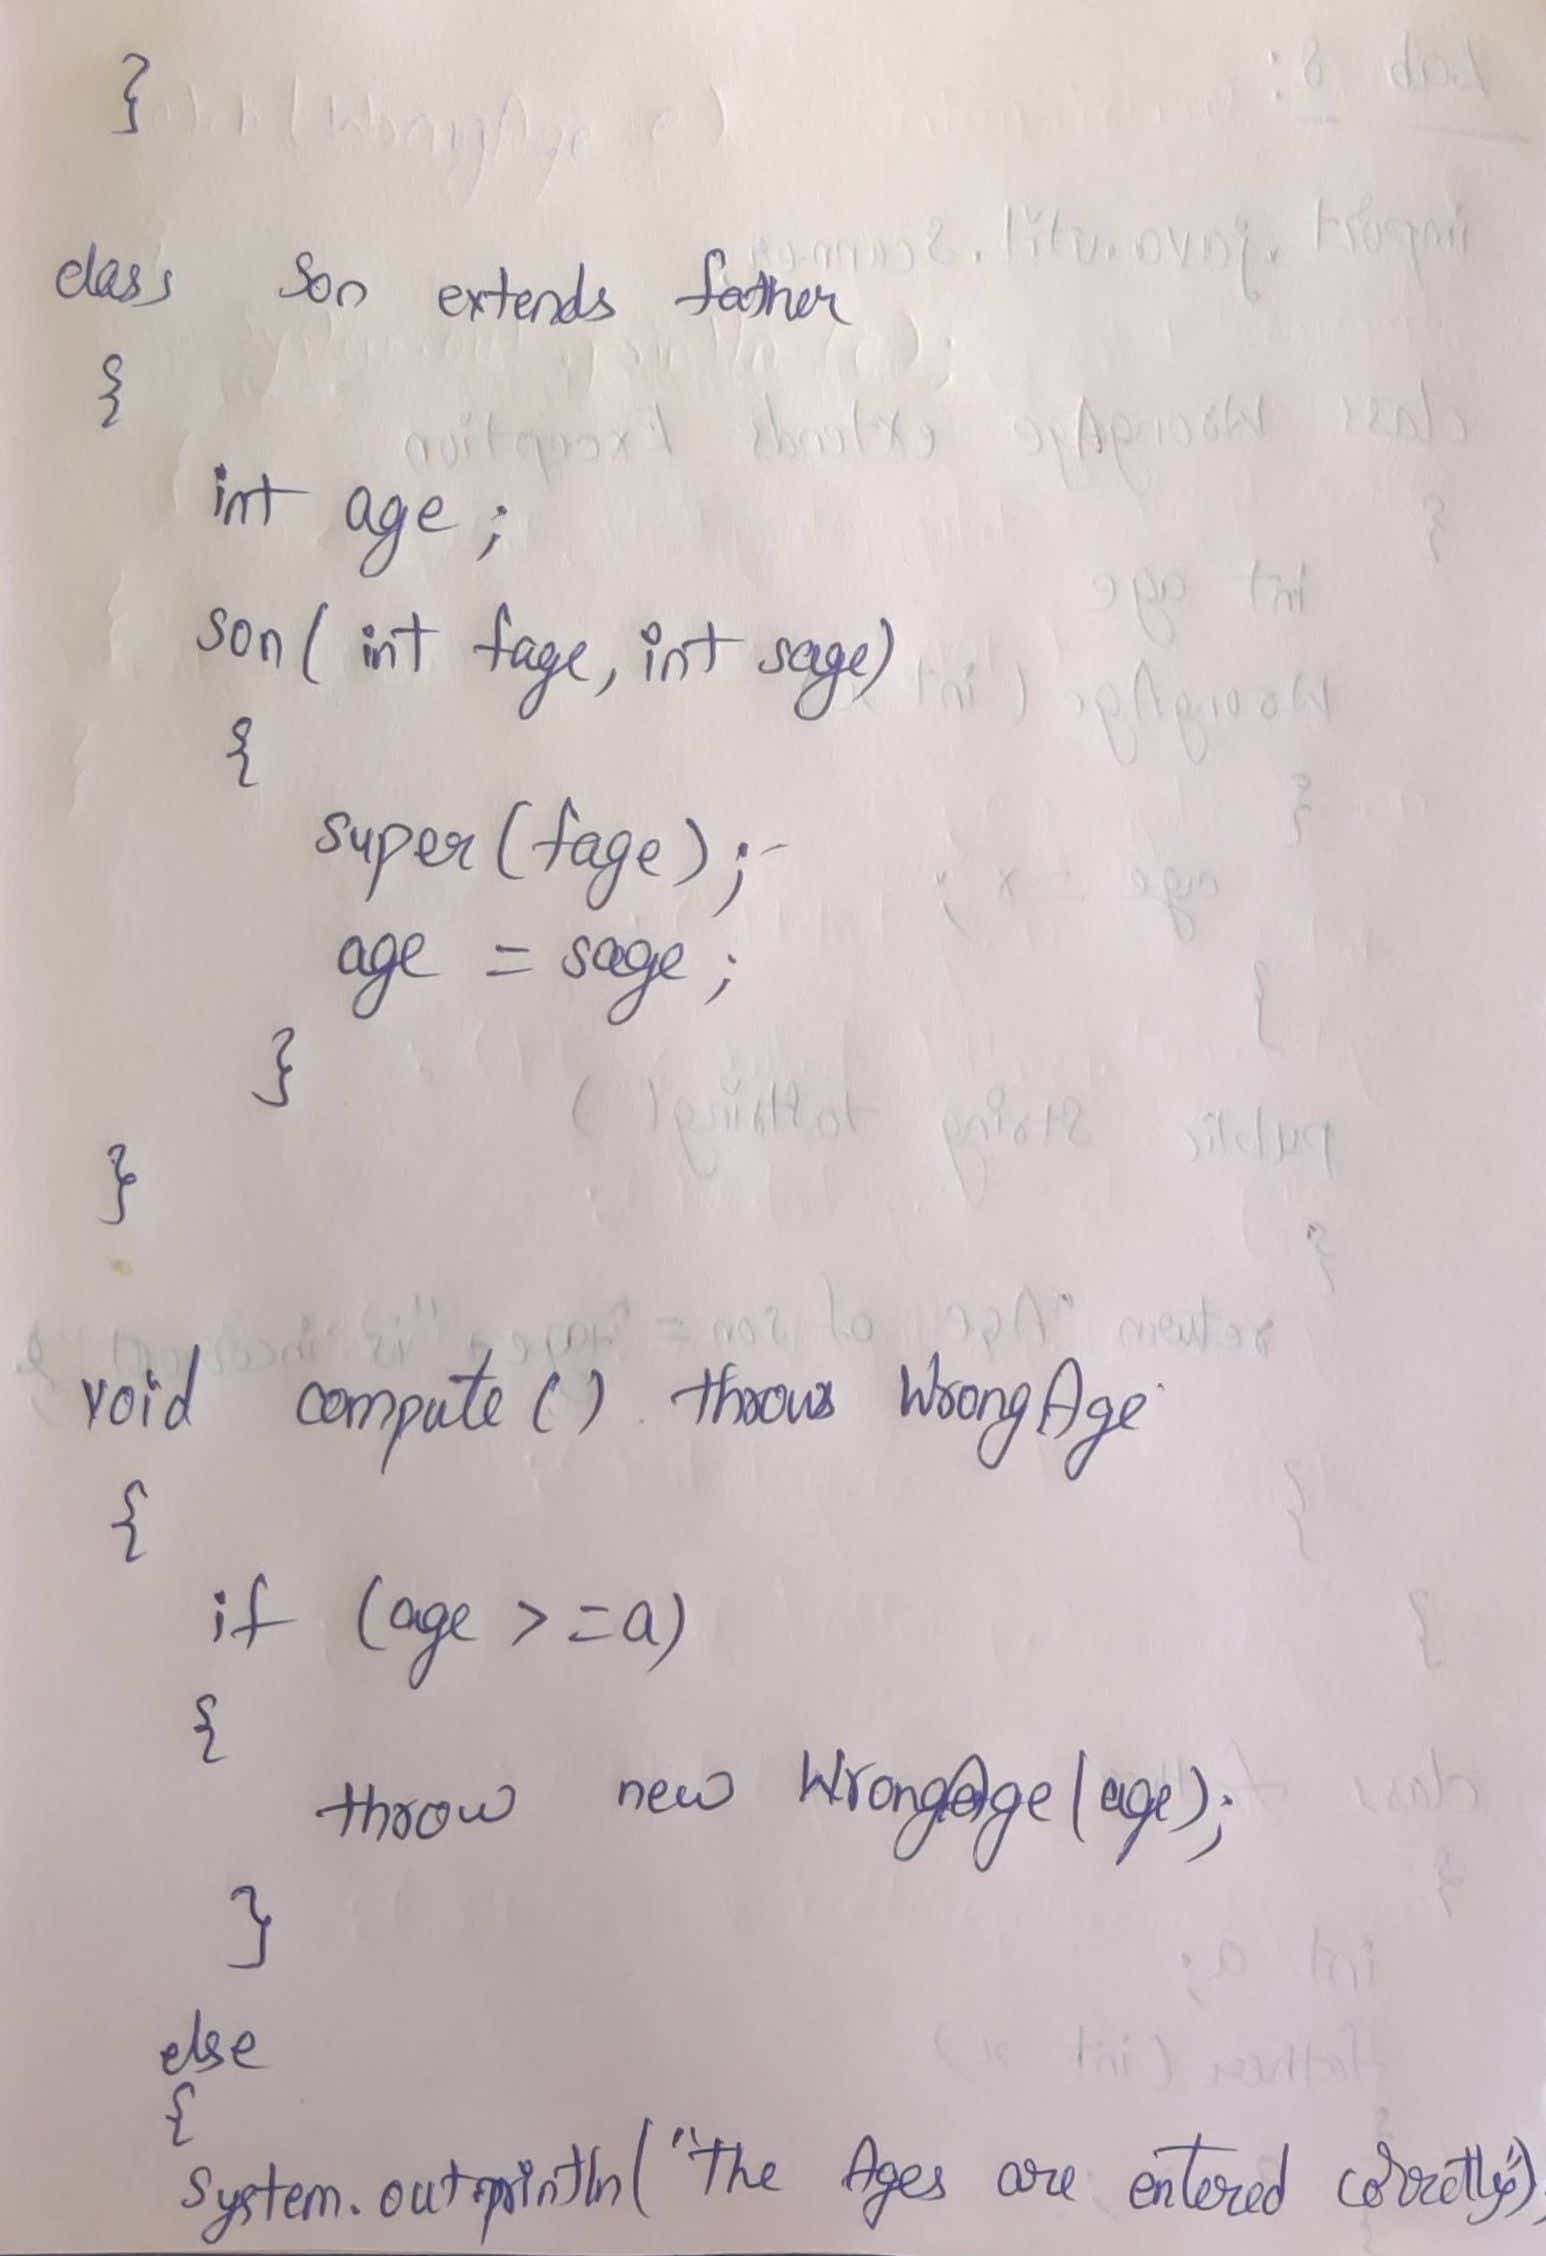 }
class Son extends father
{
int age ;
son( int fage, int sage)
{
super(fage);
age = sage ;
}
}
void compute() throws WrongAge
{
if (age >=a)
{
throw new WrongAge(age);
}
else
{
System.out.println("The Ages are entered correctly");